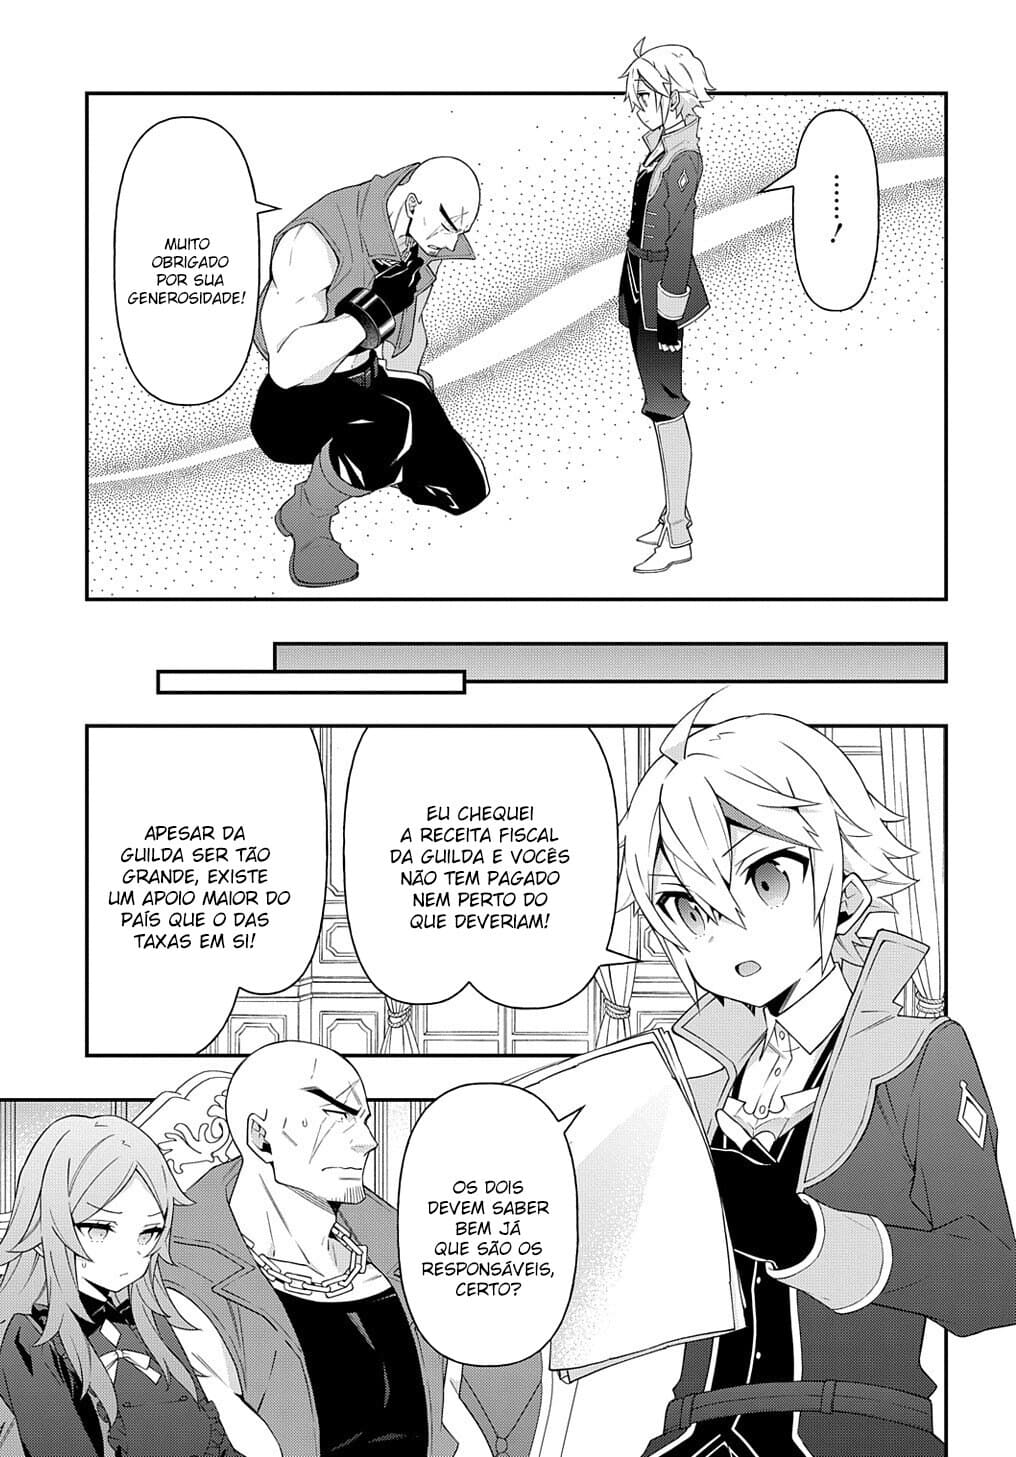 .........!
MUITO
OBRIGADO
POR SUA
GENEROSIDADE!
EU CHEQUEI
A RECEITA FISCAL
DA GUILDA E VOCÊS
NÃO TEM PAGADO
NEM PERTO DO
QUE DEVERIAM!
APESAR DA
GUILDA SER TÃO
GRANDE, EXISTE
UM APOIO MAIOR DO
PAÍS QUE O DAS
TAXAS EM SI!
OS DOIS
DEVEM SABER
BEM JÁ
QUE SÃO OS
RESPONSÁVEIS,
CERTO?